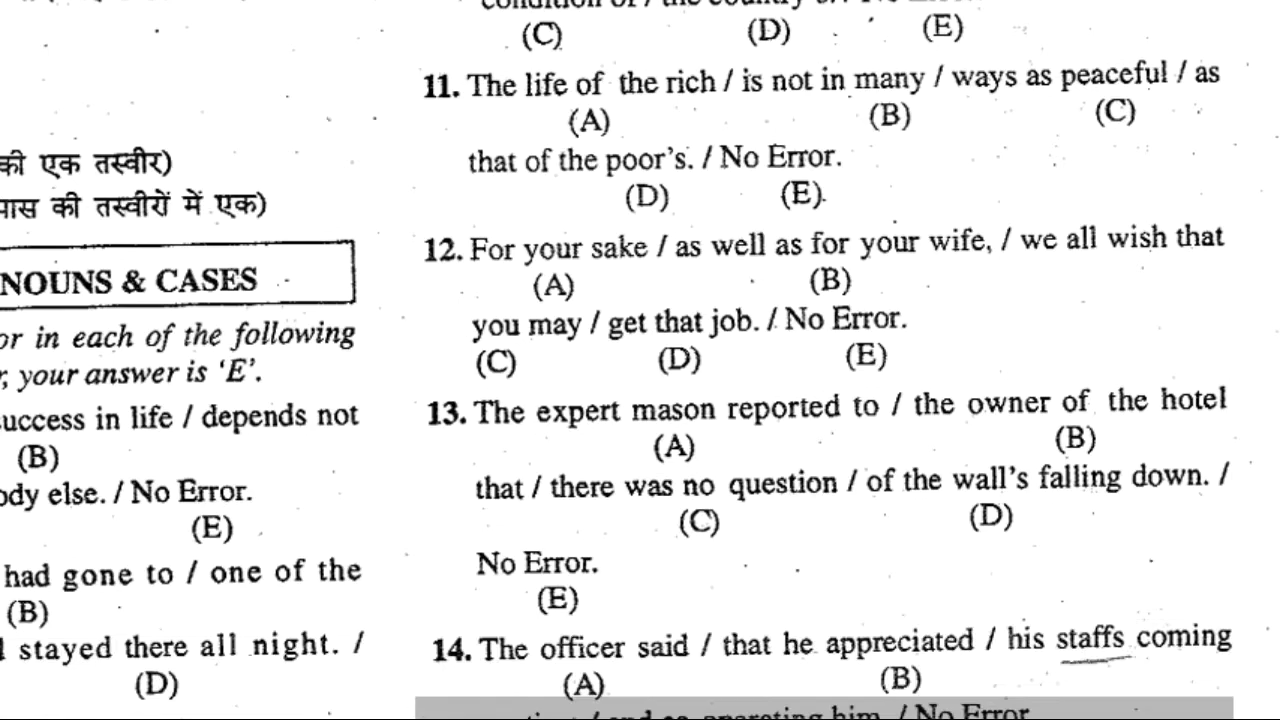 की एक तस्वीर)
की तस्वीरों में एक)
NOUNS & CASES
in each of the following
your answer is ‘E’.
in life / depends not
(B)
else. / No Error.
(E)
had gone to / one of the
(B)
stayed there all night. /
(D)
(C) (D) (E)
11. The life of the rich / is not in many / ways as peaceful / as
(A) (B) (C)
that of the poor’s. / No Error.
(D) (E)
12. For your sake / as well as for your wife, / we all wish that
(A) (B)
you may / get that job. / No Error.
(C) (D) (E)
13. The expert mason reported to / the owner of the hotel
(A) (B)
that / there was no question / of the wall’s falling down. /
(C) (D)
No Error.
(E)
14. The officer said / that he appreciated / his staffs coming
(A) (B)
him. / No Error